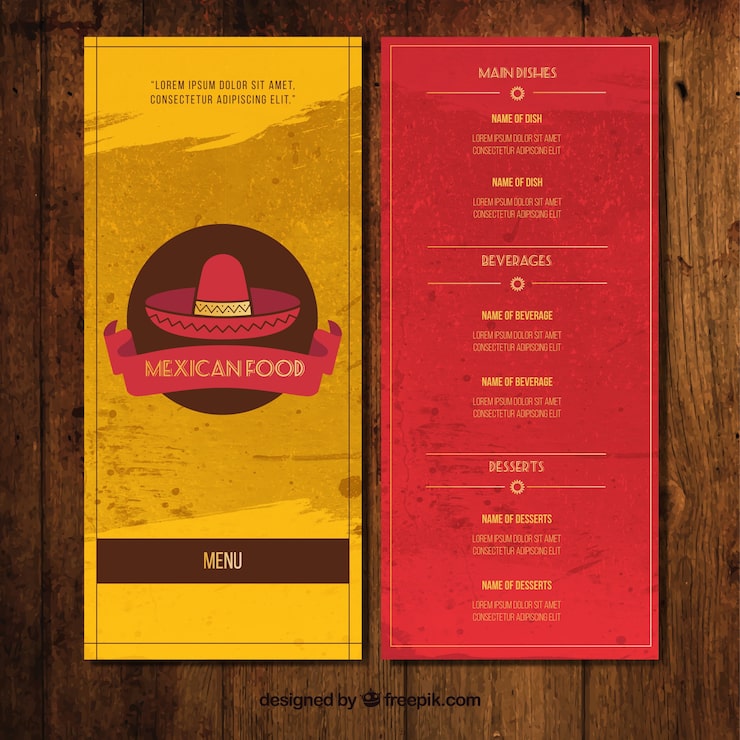 "LOREM IPSUM DOLOR SIT AMET,
CONSECTETUR ADIPISCING ELIT."
MEXICAN FOOD
MENU
MAIN DISHES
NAME OF DISH
LOREM IPSUM DOLOR SIT AMET
CONSECTETUR ADIPISCING ELIT
NAME OF DISH
LOREM IPSUM DOLOR SIT AMET
CONSECTETUR ADIPISCING ELIT
BEVERAGES
NAME OF BEVERAGE
LOREM IPSUM DOLOR SIT AMET
CONSECTETUR ADIPISCING ELIT
NAME OF BEVERAGE
LOREM IPSUM DOLOR SIT AMET
CONSECTETUR ADIPISCING ELIT
DESSERTS
NAME OF DESSERTS
LOREM IPSUM DOLOR SIT AMET
CONSECTETUR ADIPISCING ELIT
NAME OF DESSERTS
LOREM IPSUM DOLOR SIT AMET
CONSECTETUR ADIPISCING ELIT
designed by freepik.com